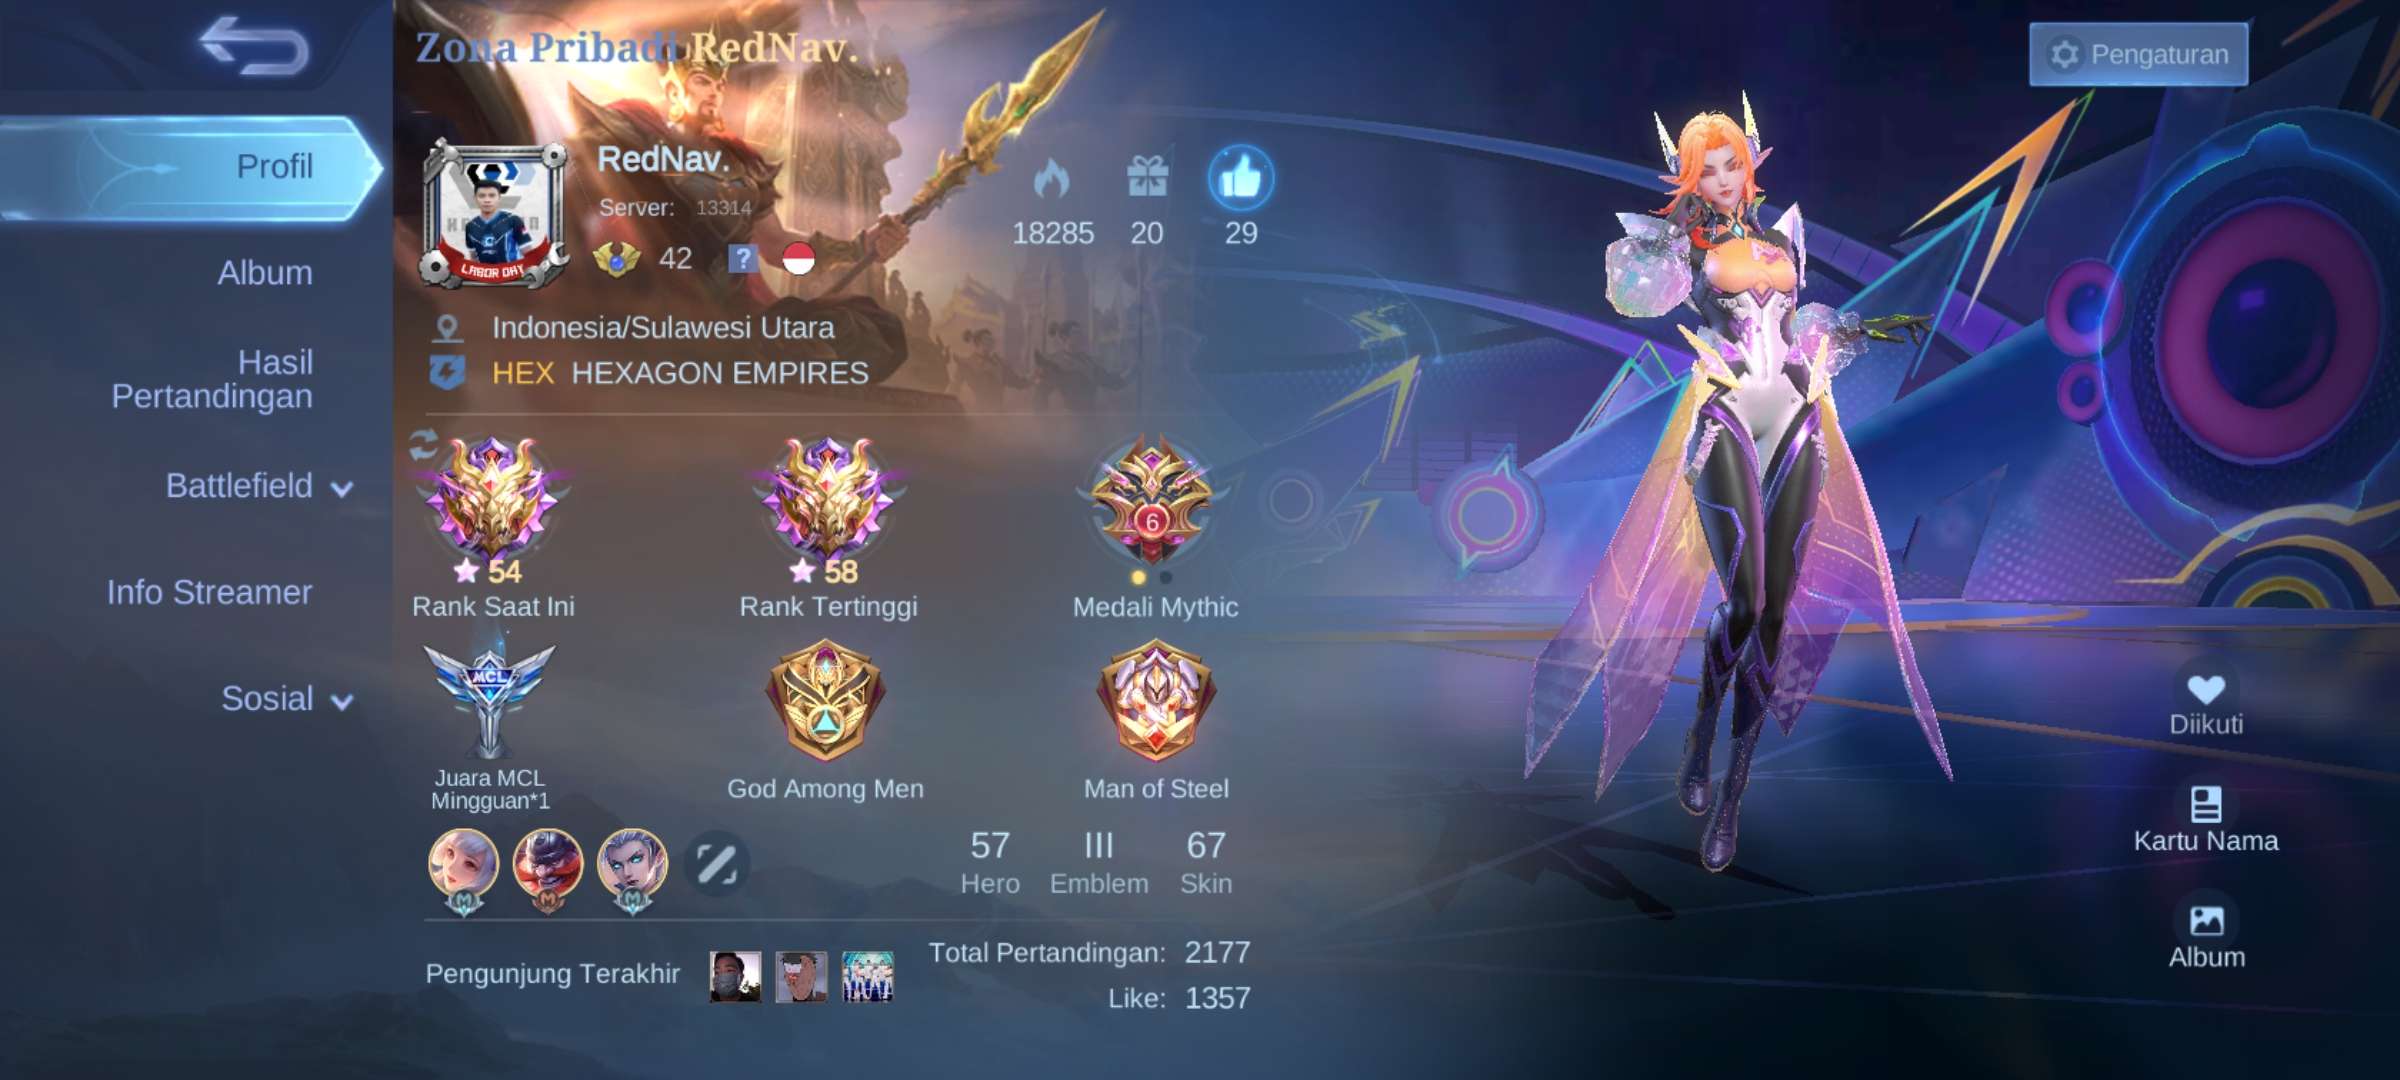 Zona Pribadi RedNav.
Pengaturan
Profil
Album
Hasil
Pertandingan
Battlefield
Info Streamer
Sosial
LABOR DAY
RedNav.
Server: 13314
42
?
18285
20
29
Indonesia/Sulawesi Utara
HEX HEXAGON EMPIRES
54
Rank Saat Ini
58
Rank Tertinggi
6
Medali Mythic
MCL
Juara MCL
Mingguan*1
God Among Men
Man of Steel
M
M
M
57
Hero
III
Emblem
67
Skin
Pengunjung Terakhir
Total Pertandingan: 2177
Like: 1357
Diikuti
Kartu Nama
Album